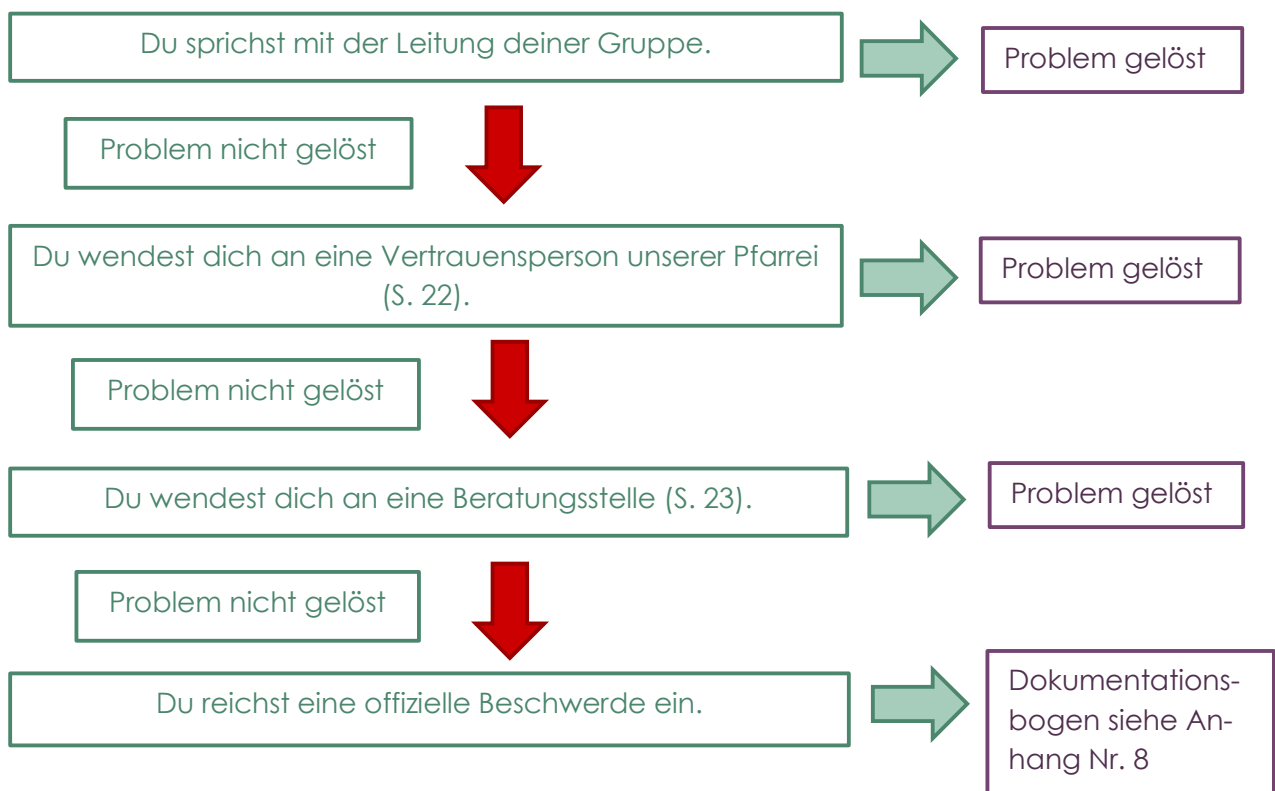 Du sprichst mit der Leitung deiner Gruppe.
Problem gelöst
Problem nicht gelöst
Du wendest dich an eine Vertrauensperson unserer Pfarrei
(S. 22).
Problem gelöst
Problem nicht gelöst
Du wendest dich an eine Beratungsstelle (S. 23).
Problem gelöst
Problem nicht gelöst
Du reichst eine offizielle Beschwerde ein.
Dokumentations-
bogen siehe An-
hang Nr. 8